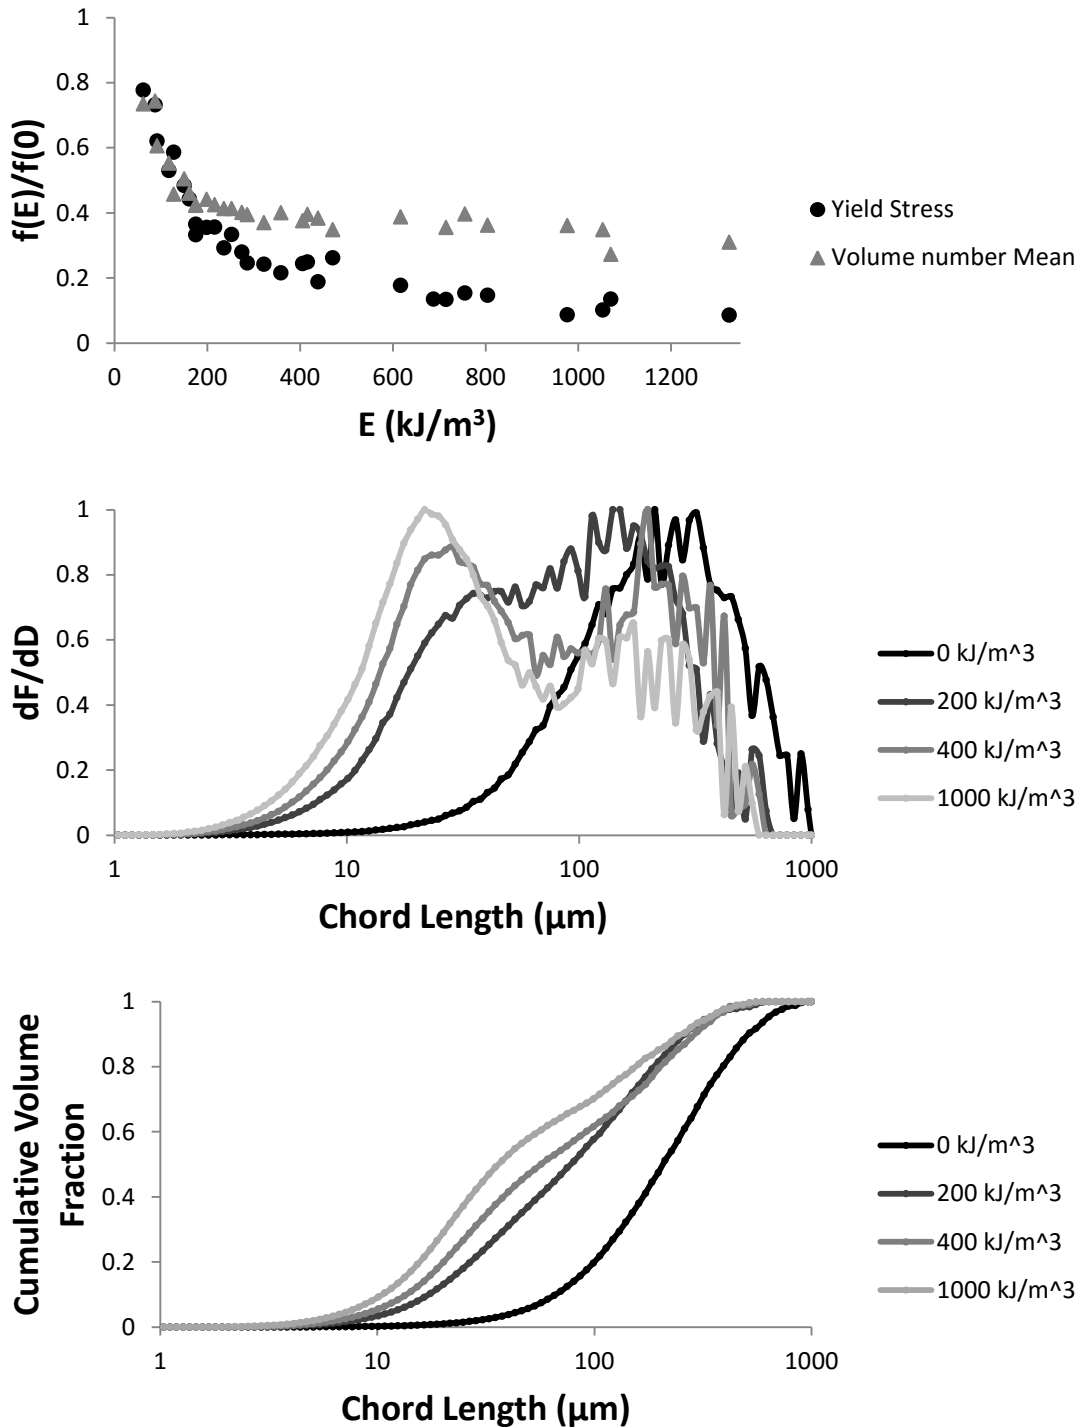 1
0.8
0.6
0.4
0.2
0
f(E)/f(0)
0 200 400 600 800 1000 1200
E (kJ/m³)
Yield Stress
Volume number Mean
1
0.8
0.6
0.4
0.2
0
dF/dD
1 10 100 1000
Chord Length (µm)
0 kJ/m^3
200 kJ/m^3
400 kJ/m^3
1000 kJ/m^3
1
0.8
0.6
0.4
0.2
0
Cumulative Volume
Fraction
1 10 100 1000
Chord Length (µm)
0 kJ/m^3
200 kJ/m^3
400 kJ/m^3
1000 kJ/m^3